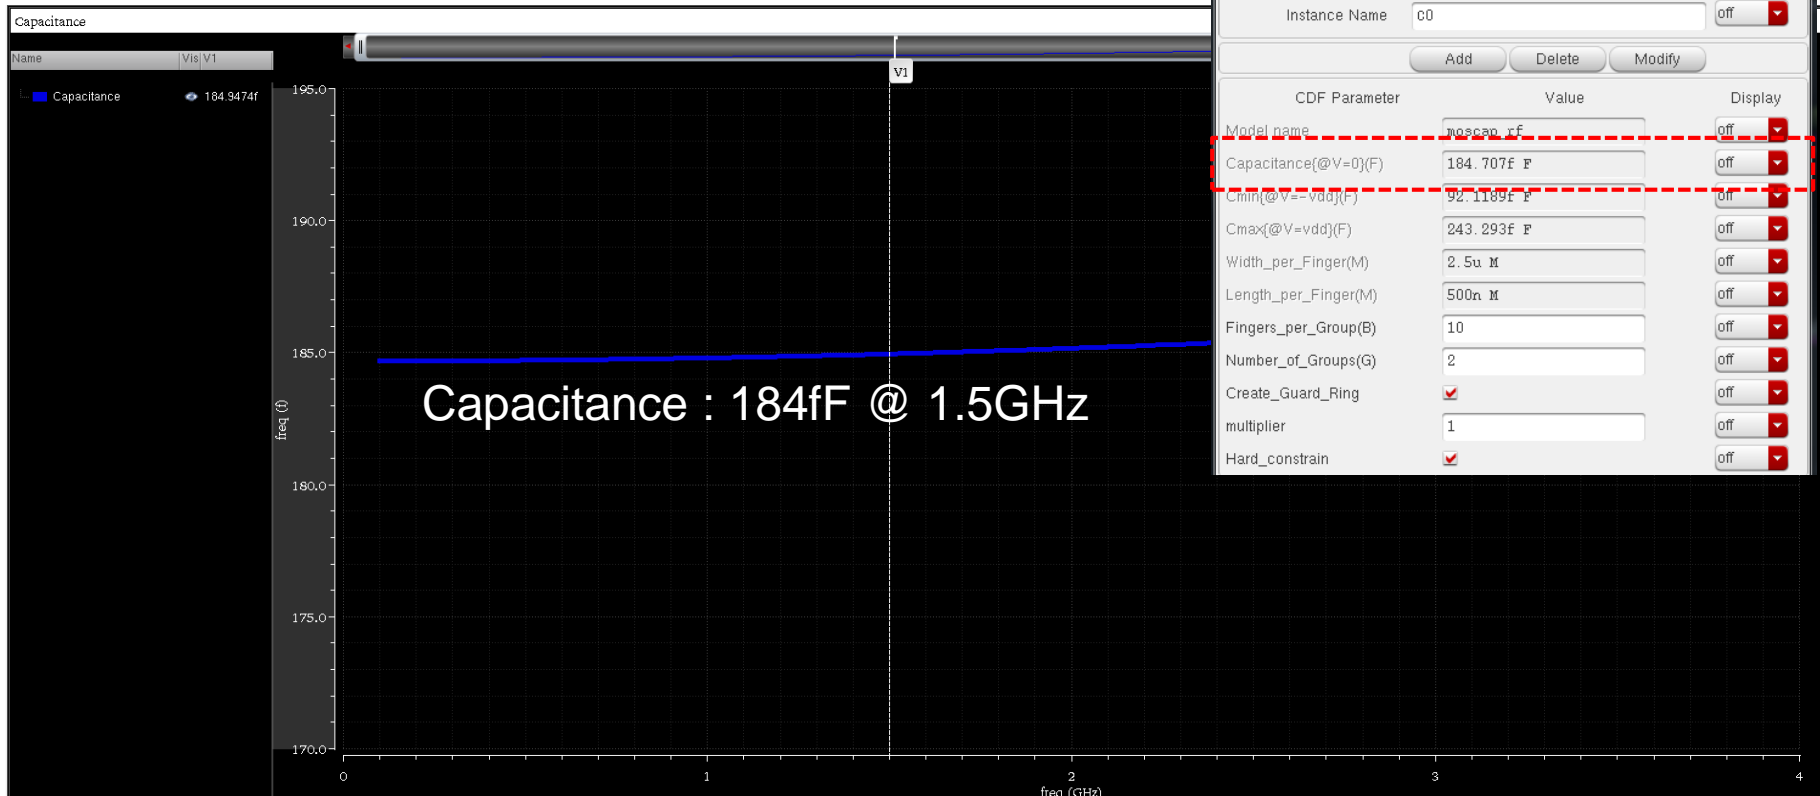 Capacitance
Name Vis V1
Capacitance 184.9474f
V1
195.0
190.0
185.0
180.0
175.0
170.0
freq (f)
0 1 2 3 4
freq (GHz)
Capacitance : 184fF @ 1.5GHz
Instance Name C0 off
Add Delete Modify
CDF Parameter Value Display
Model name moscap_rf off
Capacitance{@V=0}(F) 184.707f F off
Cmin{@V=-vdd}(F) 92.1189f F off
Cmax{@V=vdd}(F) 243.293f F off
Width_per_Finger(M) 2.5u M off
Length_per_Finger(M) 500n M off
Fingers_per_Group(B) 10 off
Number_of_Groups(G) 2 off
Create_Guard_Ring off
multiplier 1 off
Hard_constrain off